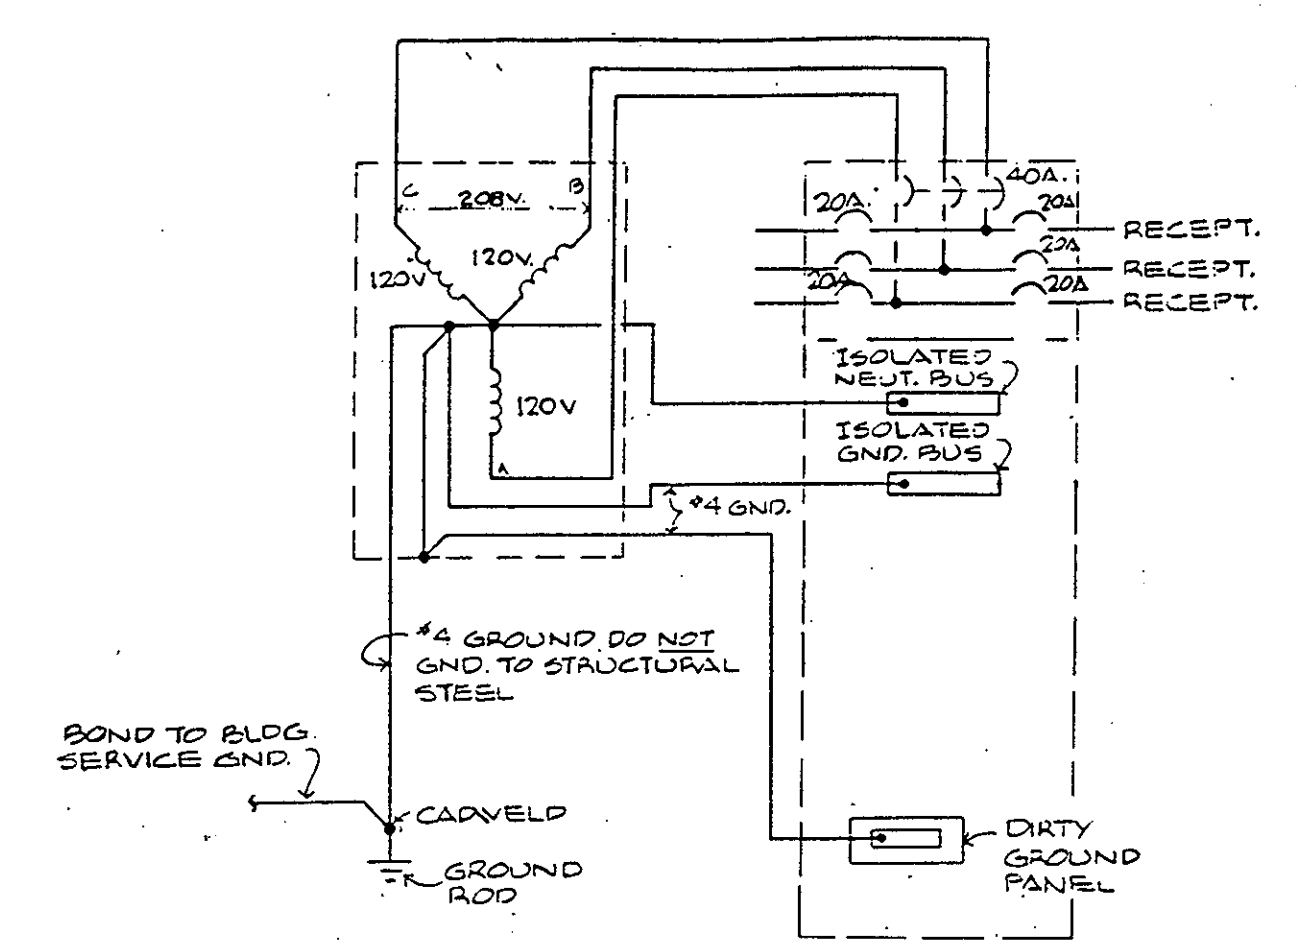 C
B
208V.
40A.
20A.
20A
RECEPT.
120V
120V.
20A
RECEPT.
20A
20A
RECEPT.
ISOLATED
NEUT. BUS
120V
ISOLATED
GND. BUS
A
#4 GND.
#4 GROUND. DO NOT
GND. TO STRUCTURAL
STEEL
BOND TO BLDG.
SERVICE GND.
CADWELD
DIRTY
GROUND
PANEL
GROUND
ROD